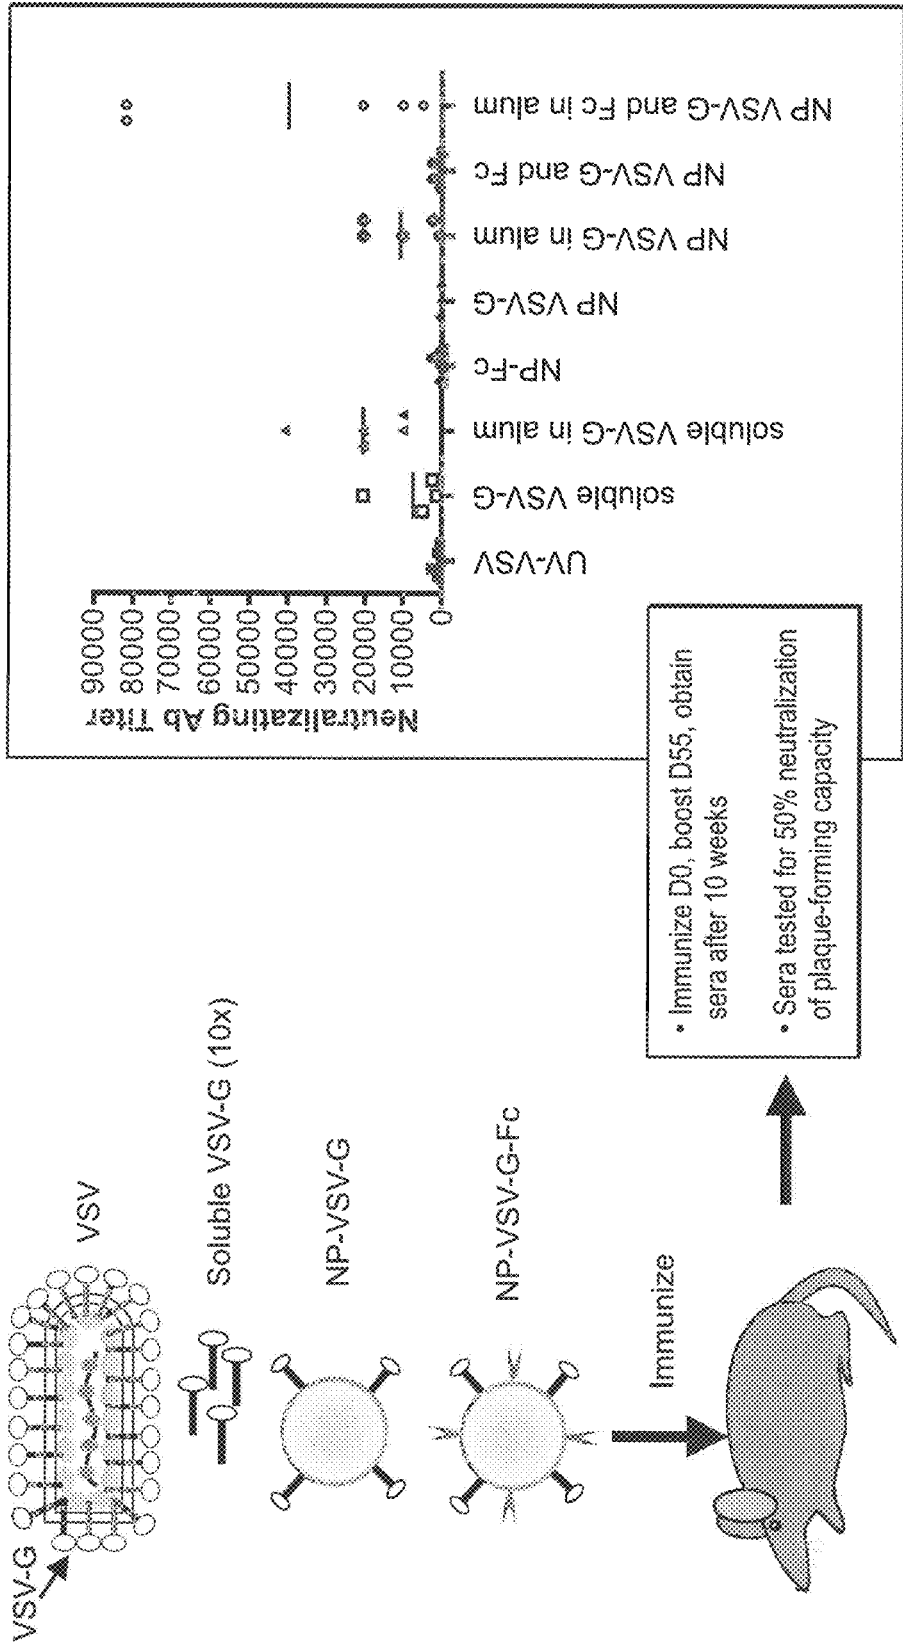 VSV-G
VSV
Soluble VSV-G (10x)
NP-VSV-G
NP-VSV-G-Fc
Immunize
• Immunize D0, boost D55, obtain
sera after 10 weeks
• Sera tested for 50% neutralization
of plaque-forming capacity
Neutralizating Ab Titer
90000
80000
70000
60000
50000
40000
30000
20000
10000
0
UV-VSV
soluble VSV-G
soluble VSV-G in alum
NP-Fc
NP VSV-G
NP VSV-G in alum
NP VSV-G and Fc
NP VSV-G and Fc in alum